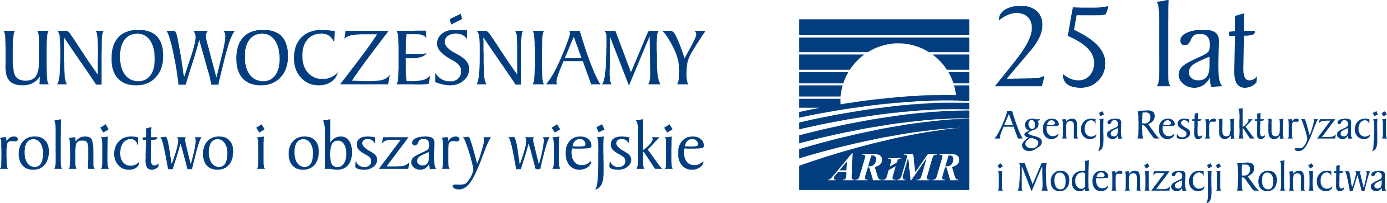 UNOWOCZEŚNIAMY
rolnictwo i obszary wiejskie
ARiMR
25 lat
Agencja Restrukturyzacji
i Modernizacji Rolnictwa